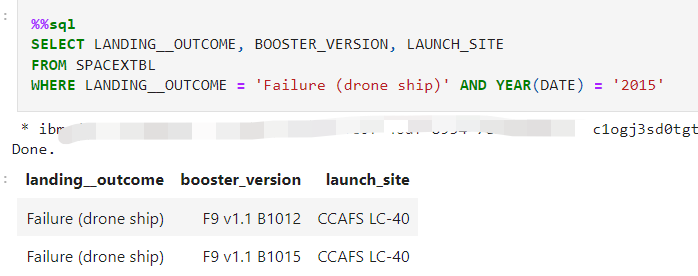 %%sql
SELECT LANDING__OUTCOME, BOOSTER_VERSION, LAUNCH_SITE
FROM SPACEXTBL
WHERE LANDING__OUTCOME = 'Failure (drone ship)' AND YEAR(DATE) = '2015'
* ibm c1ogj3sd0tgt
Done.
landing__outcome booster_version launch_site
Failure (drone ship) F9 v1.1 B1012 CCAFS LC-40
Failure (drone ship) F9 v1.1 B1015 CCAFS LC-40